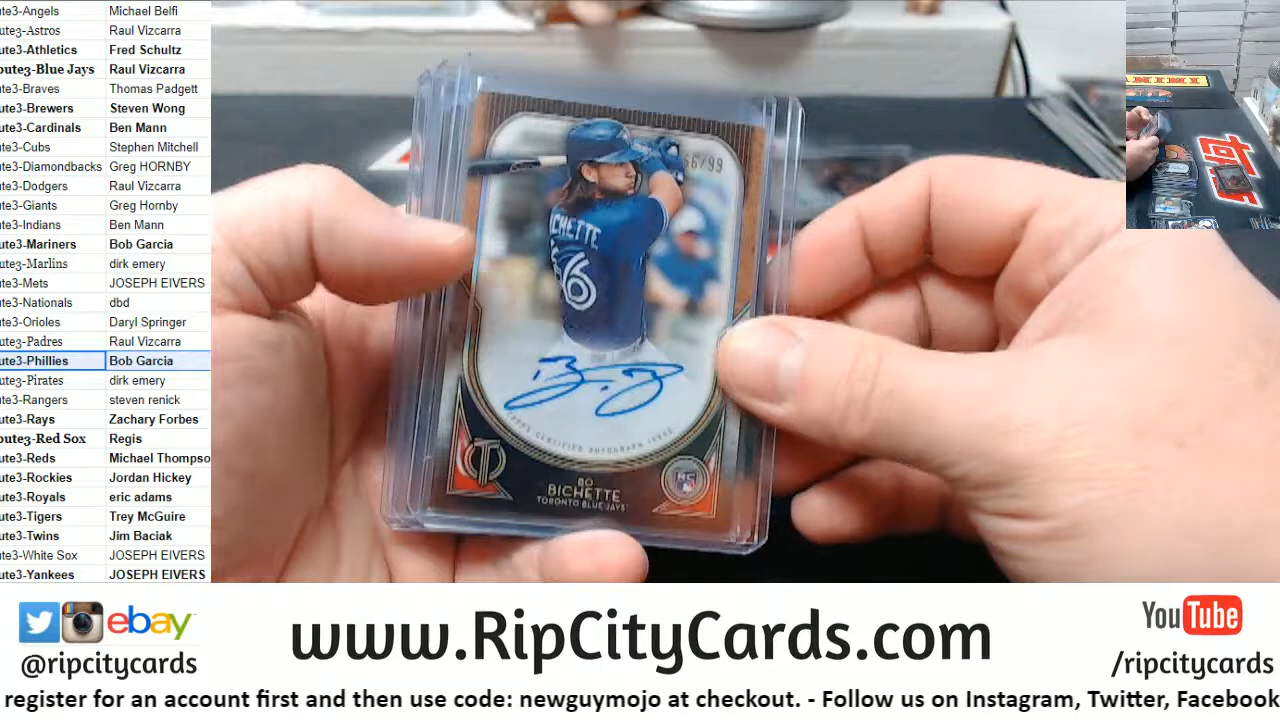 ute3-Angels Michael Belfi
ute3-Astros Raul Vizcarra
ute3-Athletics Fred Schultz
oute3-Blue Jays Raul Vizcarra
ute3-Braves Thomas Padgett
ute3-Brewers Steven Wong
ute3-Cardinals Ben Mann
ute3-Cubs Stephen Mitchell
ute3-Diamondbacks Greg HORNBY
ute3-Dodgers Raul Vizcarra
ute3-Giants Greg Hornby
ute3-Indians Ben Mann
ute3-Mariners Bob Garcia
ute3-Marlins dirk emery
ute3-Mets JOSEPH EIVERS
ute3-Nationals dbd
ute3-Orioles Daryl Springer
ute3-Padres Raul Vizcarra
ute3-Phillies Bob Garcia
ute3-Pirates dirk emery
ute3-Rangers steven renick
ute3-Rays Zachary Forbes
oute3-Red Sox Regis
ute3-Reds Michael Thompso
ute3-Rockies Jordan Hickey
ute3-Royals eric adams
ute3-Tigers Trey McGuire
ute3-Twins Jim Baciak
ute3-White Sox JOSEPH EIVERS
ute3-Yankees JOSEPH EIVERS
66/99
ICHETTE
66
TOPPS CERTIFIED AUTOGRAPH ISSUE
T
RC
BO
BICHETTE
TORONTO BLUE JAYS
ebay
@ripcitycards
www.RipCityCards.com
YouTube
/ripcitycards
register for an account first and then use code: newguymojo at checkout. - Follow us on Instagram, Twitter, Facebook